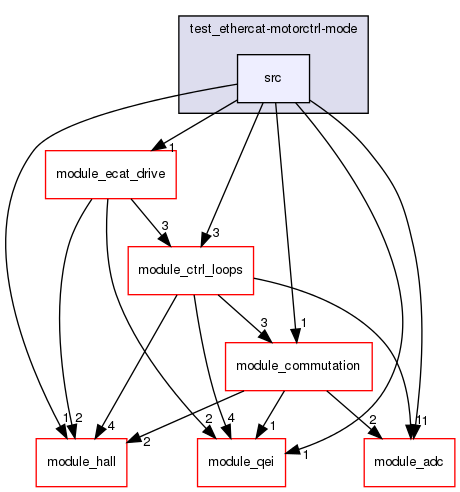 test_ethercat-motorctrl-mode
src
1
module_ecat_drive
3
3
module_ctrl_loops
3
1
module_commutation
1
2
4
2
2
4
1
1
2
11
module_hall
module_qei
module_adc